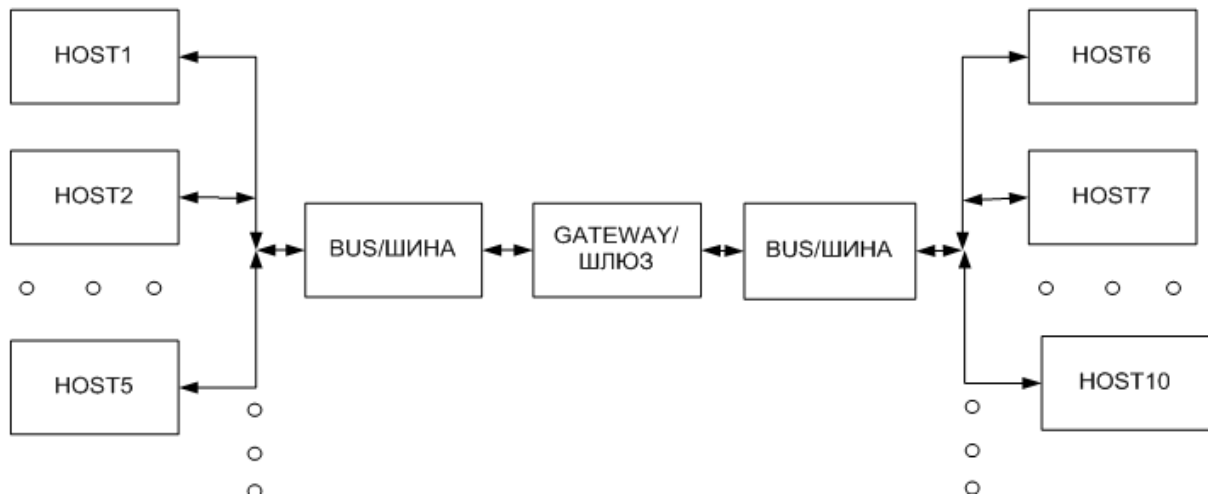 HOST1
HOST6
HOST2
HOST7
BUS/ШИНА
GATEWAY/
ШЛЮЗ
BUS/ШИНА
HOST5
HOST10